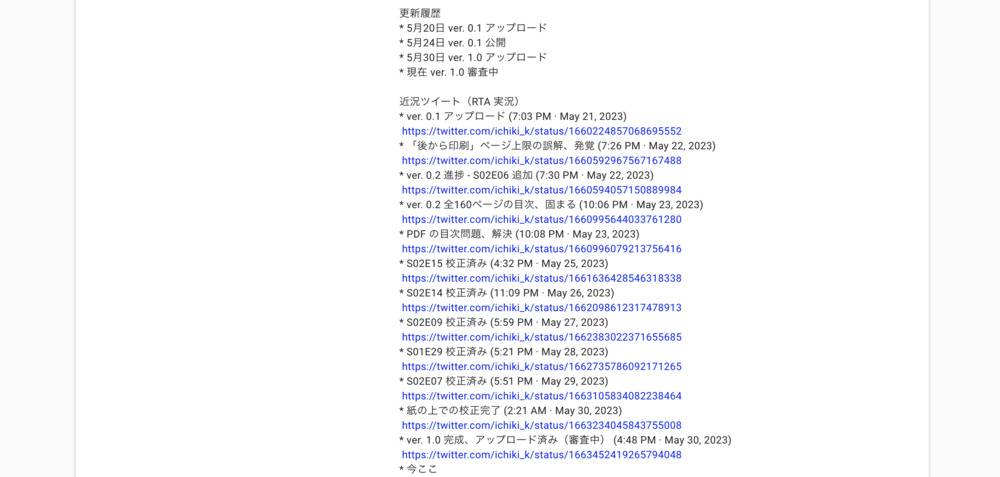 更新履歴
* 5月20日 ver. 0.1 アップロード
* 5月24日 ver. 0.1 公開
* 5月30日 ver. 1.0 アップロード
* 現在 ver. 1.0 審査中
近況ツイート（RTA 実況）
* ver. 0.1 アップロード (7:03 PM · May 21, 2023)
https://twitter.com/ichiki_k/status/1660224857068695552
* 「後から印刷」ページ上限の誤解、発覚 (7:26 PM · May 22, 2023)
https://twitter.com/ichiki_k/status/1660592967567167488
* ver. 0.2 進捗 - S02E06 追加 (7:30 PM · May 22, 2023)
https://twitter.com/ichiki_k/status/1660594057150889984
* ver. 0.2 全160ページの目次、固まる (10:06 PM · May 23, 2023)
https://twitter.com/ichiki_k/status/1660995644033761280
* PDF の目次問題、解決 (10:08 PM · May 23, 2023)
https://twitter.com/ichiki_k/status/1660996079213756416
* S02E15 校正済み (4:32 PM · May 25, 2023)
https://twitter.com/ichiki_k/status/1661636428546318338
* S02E14 校正済み (11:09 PM · May 26, 2023)
https://twitter.com/ichiki_k/status/1662098612317478913
* S02E09 校正済み (5:59 PM · May 27, 2023)
https://twitter.com/ichiki_k/status/1662383022371655685
* S01E29 校正済み (5:21 PM · May 28, 2023)
https://twitter.com/ichiki_k/status/1662735786092171265
* S02E07 校正済み (5:51 PM · May 29, 2023)
https://twitter.com/ichiki_k/status/1663105834082238464
* 紙の上での校正完了 (2:21 AM · May 30, 2023)
https://twitter.com/ichiki_k/status/1663234045843755008
* ver. 1.0 完成、アップロード済み（審査中） (4:48 PM · May 30, 2023)
https://twitter.com/ichiki_k/status/1663452419265794048
* 今ここ